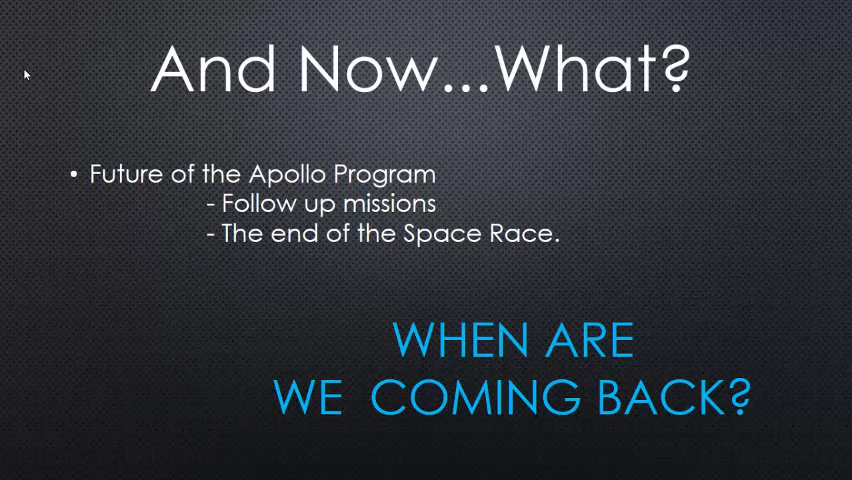 And Now...What?
• Future of the Apollo Program
- Follow up missions
- The end of the Space Race.
WHEN ARE
WE COMING BACK?